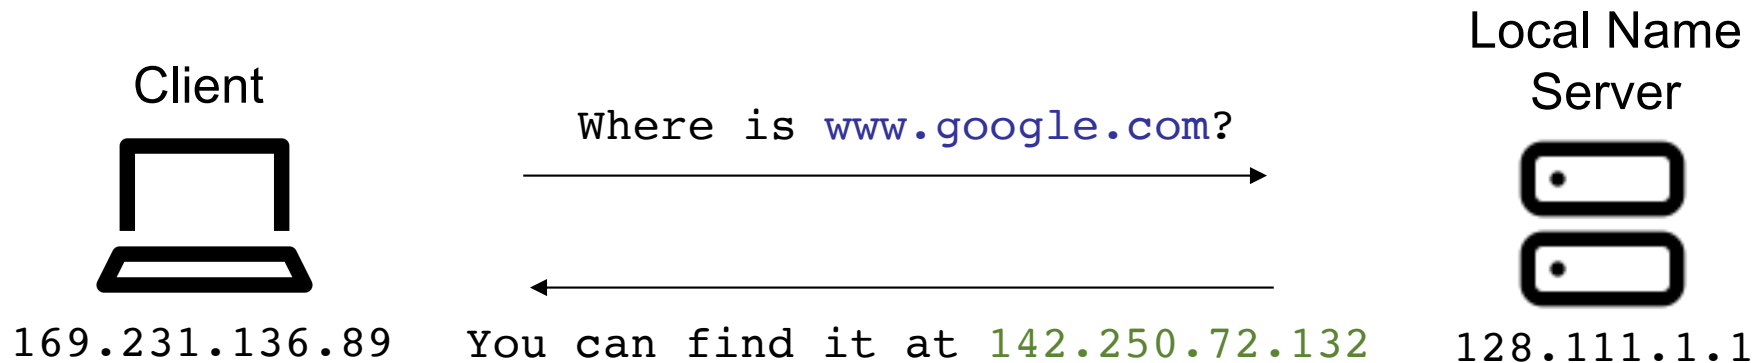 Client
169.231.136.89
Where is www.google.com?
You can find it at 142.250.72.132
Local Name
Server
128.111.1.1